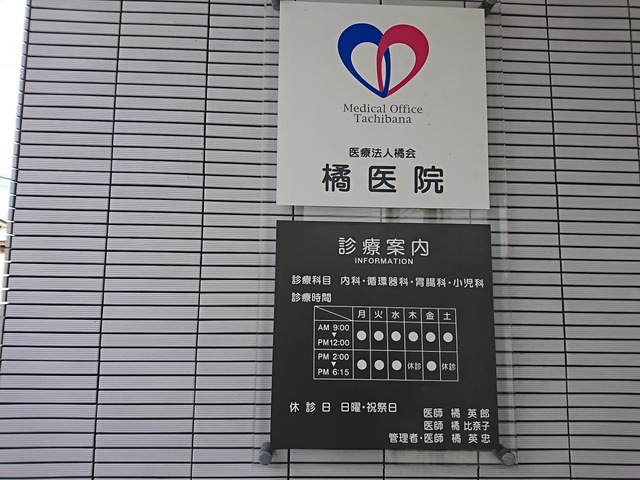 Medical Office
Tachibana
医療法人橘会
橘医院
診療案内
INFORMATION
診療科目 内科・循環器科・胃腸科・小児科
診療時間
月 火 水 木 金 土
AM 9:00 ▼ PM12:00 ● ● ● ● ● ●
PM 2:00 ▼ PM 6:15 ● ● ● 休診 ● 休診
休診日 日曜・祝祭日
医師 橘 英郎
医師 橘 比奈子
管理者・医師 橘 英忠